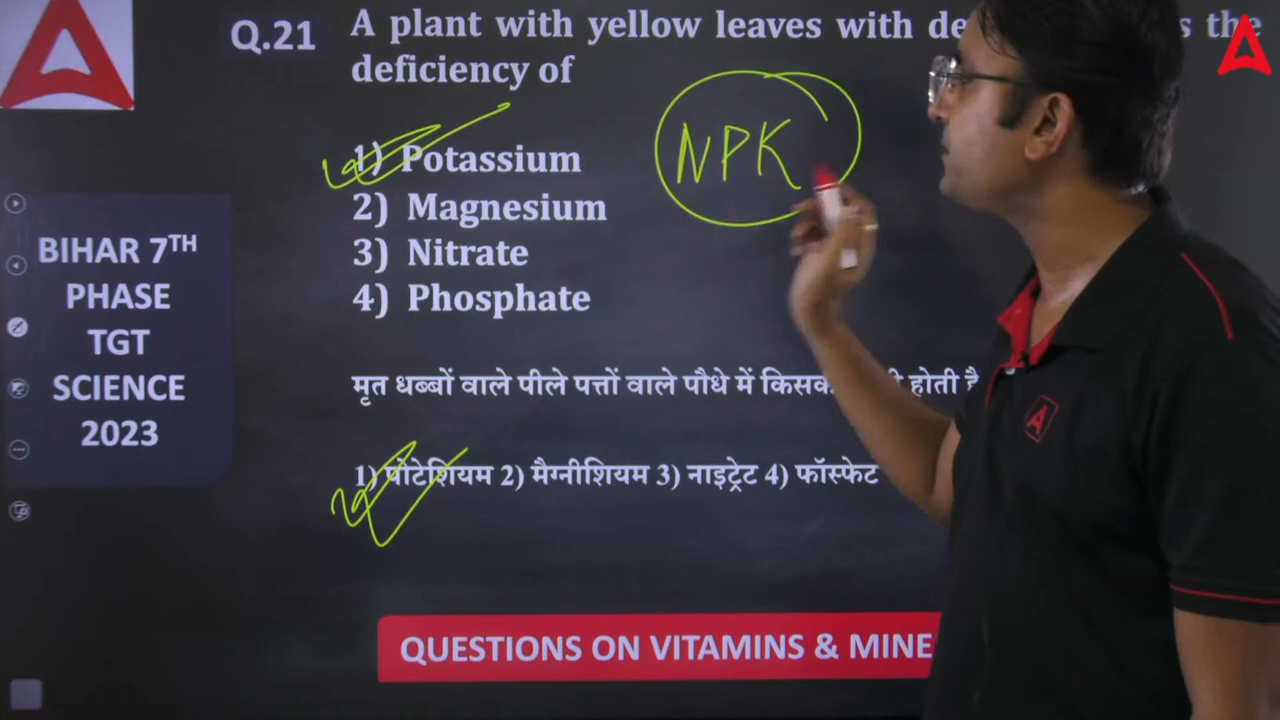 Q.21 A plant with yellow leaves with de s the
deficiency of
NPK
1) Potassium
2) Magnesium
3) Nitrate
4) Phosphate
BIHAR 7TH
PHASE
TGT
SCIENCE
2023
मृत धब्बों वाले पीले पत्तों वाले पौधे में होती है
1) पोटेशियम 2) मैग्नीशियम 3) नाइट्रेट 4) फॉस्फेट
QUESTIONS ON VITAMINS & MINE